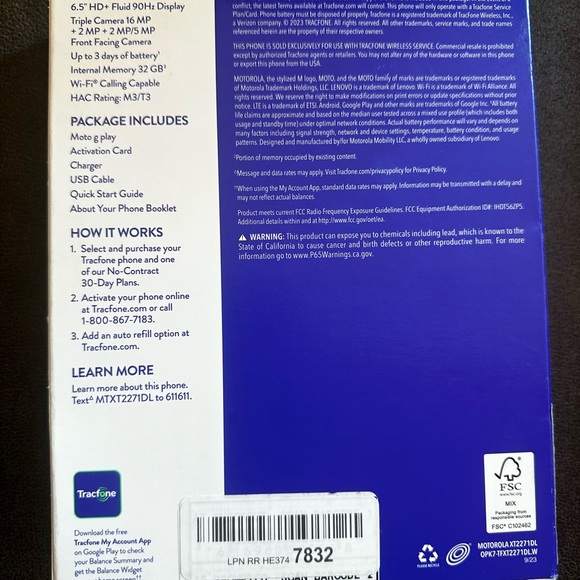 6.5" HD+ Fluid 90Hz Display
Triple Camera 16 MP
+ 2 MP + 2 MP/5 MP
Front Facing Camera
Up to 3 days of battery¹
Internal Memory 32 GB²
Wi-Fi® Calling Capable
HAC Rating: M3/T3
PACKAGE INCLUDES
Moto g play
Activation Card
Charger
USB Cable
Quick Start Guide
About Your Phone Booklet
HOW IT WORKS
1. Select and purchase your
Tracfone phone and one
of our No-Contract
30-Day Plans.
2. Activate your phone online
at Tracfone.com or call
1-800-867-7183.
3. Add an auto refill option at
Tracfone.com.
LEARN MORE
Learn more about this phone.
Text∆ MTXT2271DL to 611611.
Tracfone
Download the free
Tracfone My Account App
on Google Play to check
your Balance Summary and
get the Balance Widget
conflict, the latest Terms available at Tracfone.com will control. This phone will only operate with a Tracfone Service
Plan/Card. Phone battery must be disposed of properly. Tracfone is a registered trademark of Tracfone Wireless, Inc.,
a Verizon company. © 2023 TRACFONE. All rights reserved. All other trademarks, service marks, and trade names
referenced herein are the property of their respective owners.
THIS PHONE IS SOLD EXCLUSIVELY FOR USE WITH TRACFONE WIRELESS SERVICE. Commercial resale is prohibited
except by authorized Tracfone agents or retailers. You may not alter any of the hardware or software in this phone
or export this phone from the USA.
MOTOROLA, the stylized M logo, MOTO, and the MOTO family of marks are trademarks or registered trademarks
of Motorola Trademark Holdings, LLC. LENOVO is a trademark of Lenovo. Wi-Fi is a trademark of Wi-Fi Alliance. All
rights reserved. We reserve the right to make modifications on print errors or update specifications without prior
notice. LTE is a trademark of ETSI. Android, Google Play and other marks are trademarks of Google Inc. ¹All battery
life claims are approximate and based on the median user tested across a mixed use profile (which includes both
usage and standby time) under optimal network conditions. Actual battery performance will vary and depends on
many factors including signal strength, network and device settings, temperature, battery condition, and usage
patterns. Designed and manufactured by/for Motorola Mobility LLC, a wholly owned subsidiary of Lenovo.
²Portion of memory occupied by existing content.
∆Message and data rates may apply. Visit Tracfone.com/privacypolicy for Privacy Policy.
††When using the My Account App, standard data rates may apply. Information may be transmitted with a delay and
may not reflect actual balances.
Product meets current FCC Radio Frequency Exposure Guidelines. FCC Equipment Authorization ID#: IHDT56ZP5.
Additional details within and at http://www.fcc.gov/oet/ea.
⚠ WARNING: This product can expose you to chemicals including lead, which is known to the
State of California to cause cancer and birth defects or other reproductive harm. For more
information go to www.P65Warnings.ca.gov.
FSC
www.fsc.org
MIX
Packaging from
responsible sources
FSC® C102462
PLEASE RECYCLE
MOTOROLA XT2271DL
OPK7-TFXT2271DL.W
9/23
LPN RR HE374 7832